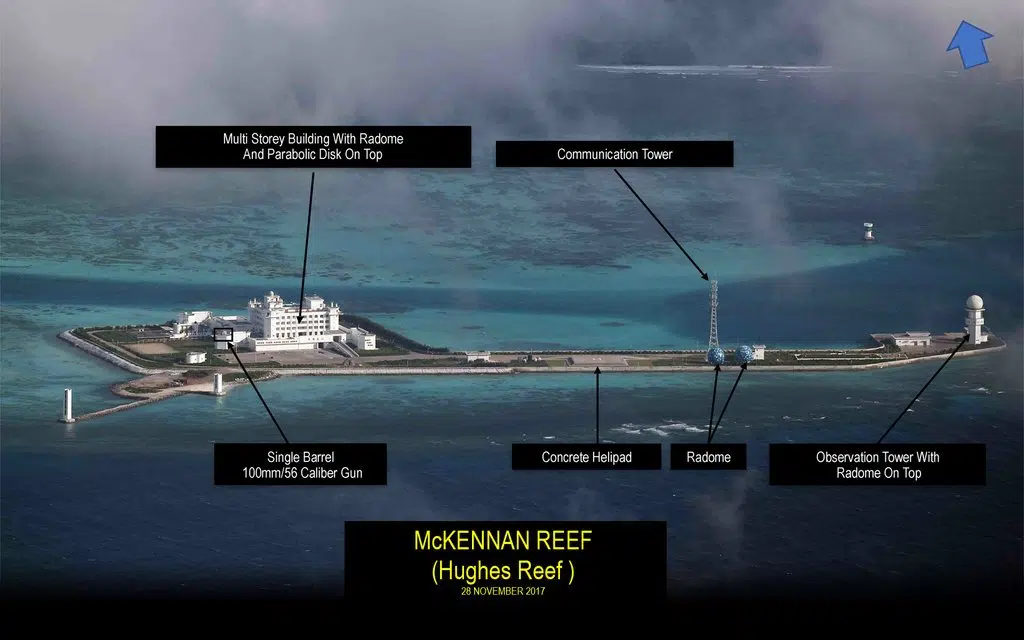 Multi Storey Building With Radome
And Parabolic Disk On Top
Communication Tower
Single Barrel
100mm/56 Caliber Gun
Concrete Helipad
Radome
Observation Tower With
Radome On Top
McKENNAN REEF
(Hughes Reef )
28 NOVEMBER 2017